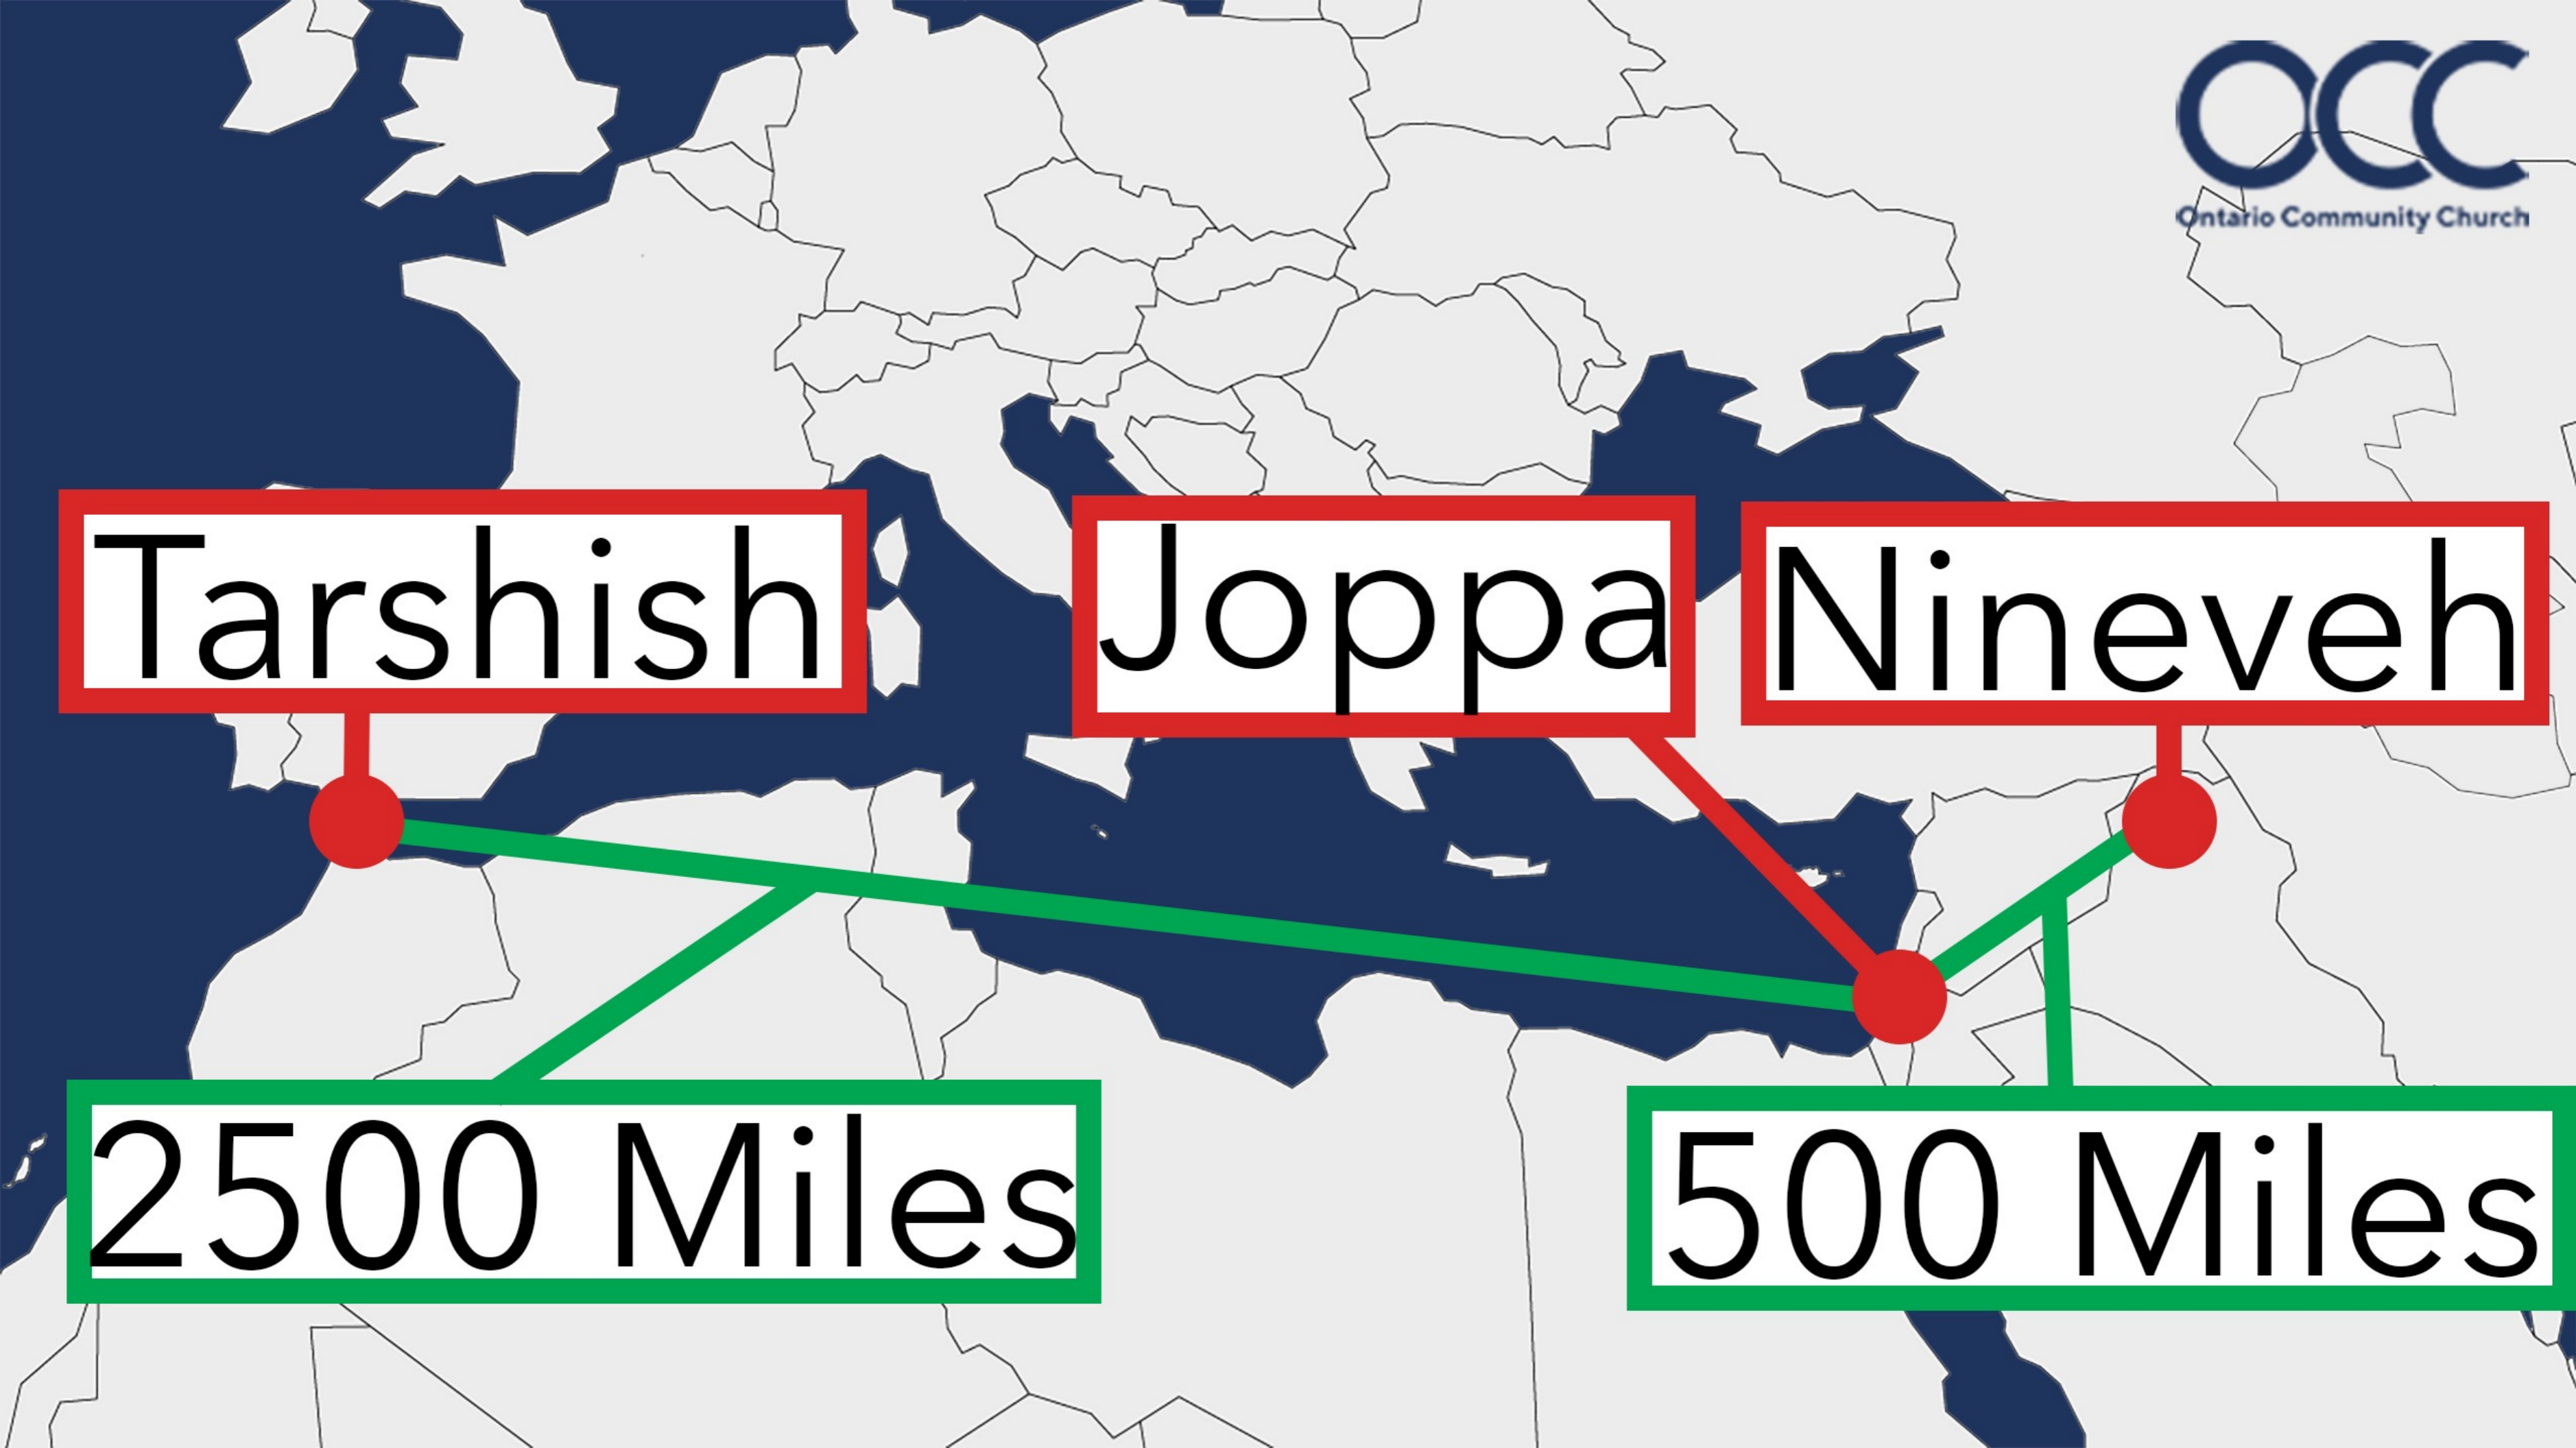 OCC
Ontario Community Church
Tarshish
Joppa
Nineveh
2500 Miles
500 Miles